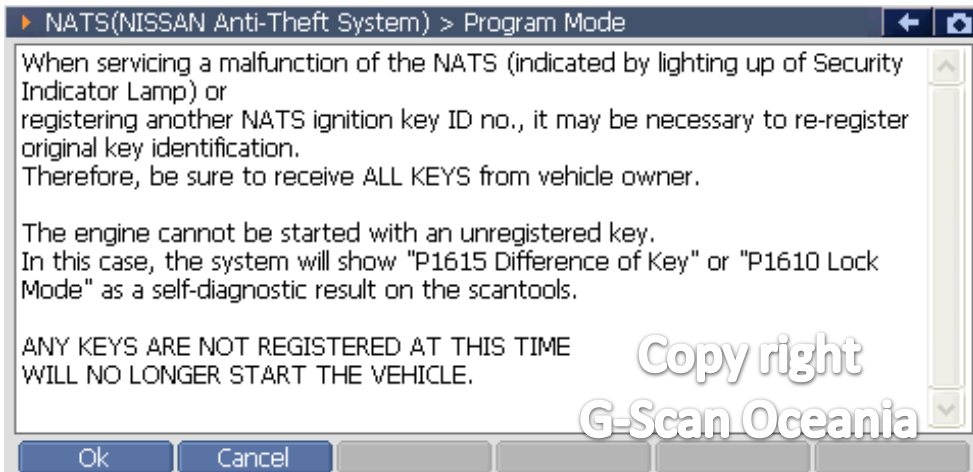 NATS(NISSAN Anti-Theft System) > Program Mode
When servicing a malfunction of the NATS (indicated by lighting up of Security
Indicator Lamp) or
registering another NATS ignition key ID no., it may be necessary to re-register
original key identification.
Therefore, be sure to receive ALL KEYS from vehicle owner.
The engine cannot be started with an unregistered key.
In this case, the system will show "P1615 Difference of Key" or "P1610 Lock
Mode" as a self-diagnostic result on the scantools.
ANY KEYS ARE NOT REGISTERED AT THIS TIME
WILL NO LONGER START THE VEHICLE.
Copy right
G-Scan Oceania
Ok Cancel